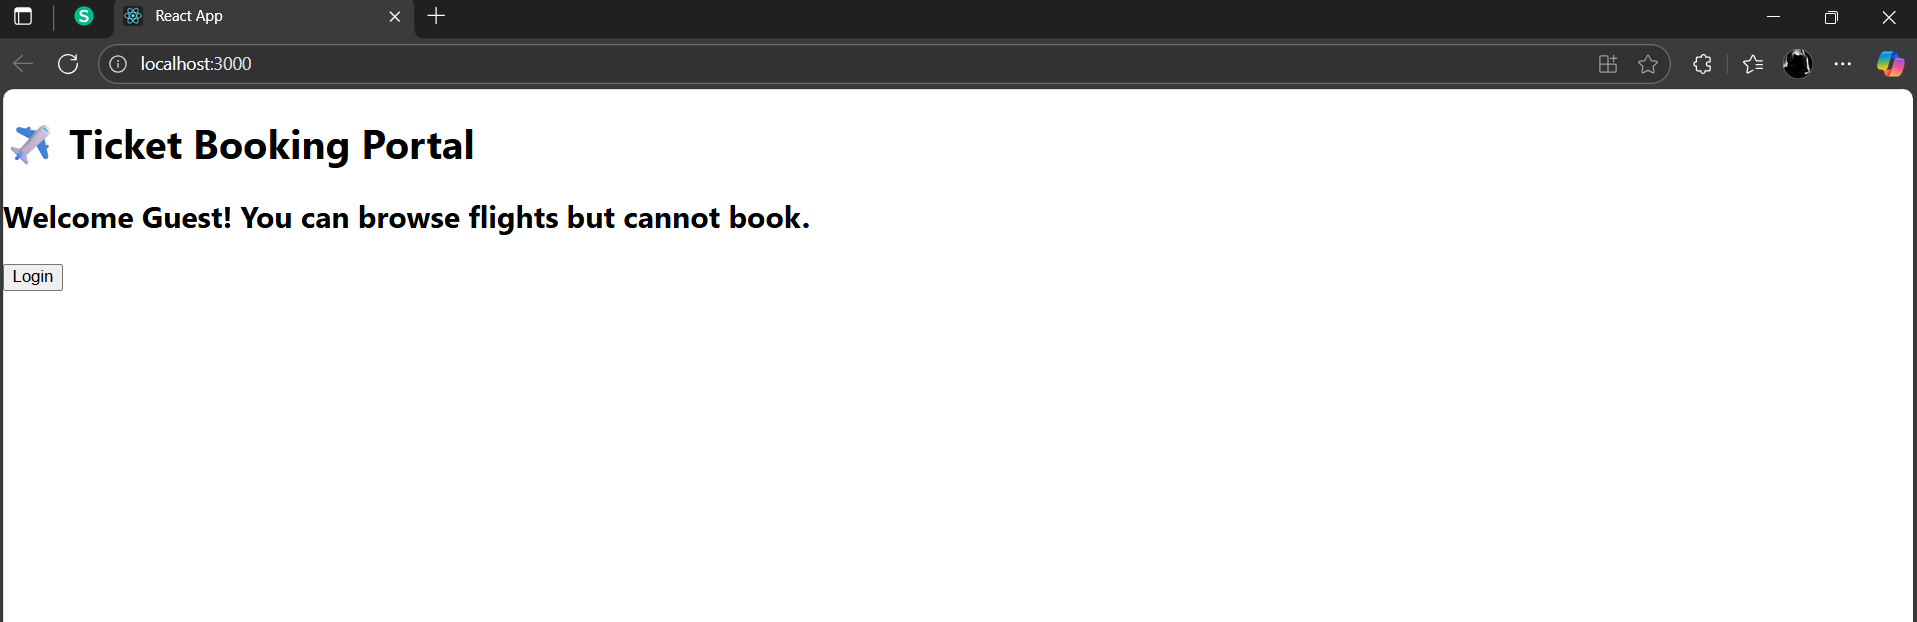 S
React App
localhost:3000
✈️ Ticket Booking Portal
Welcome Guest! You can browse flights but cannot book.
Login